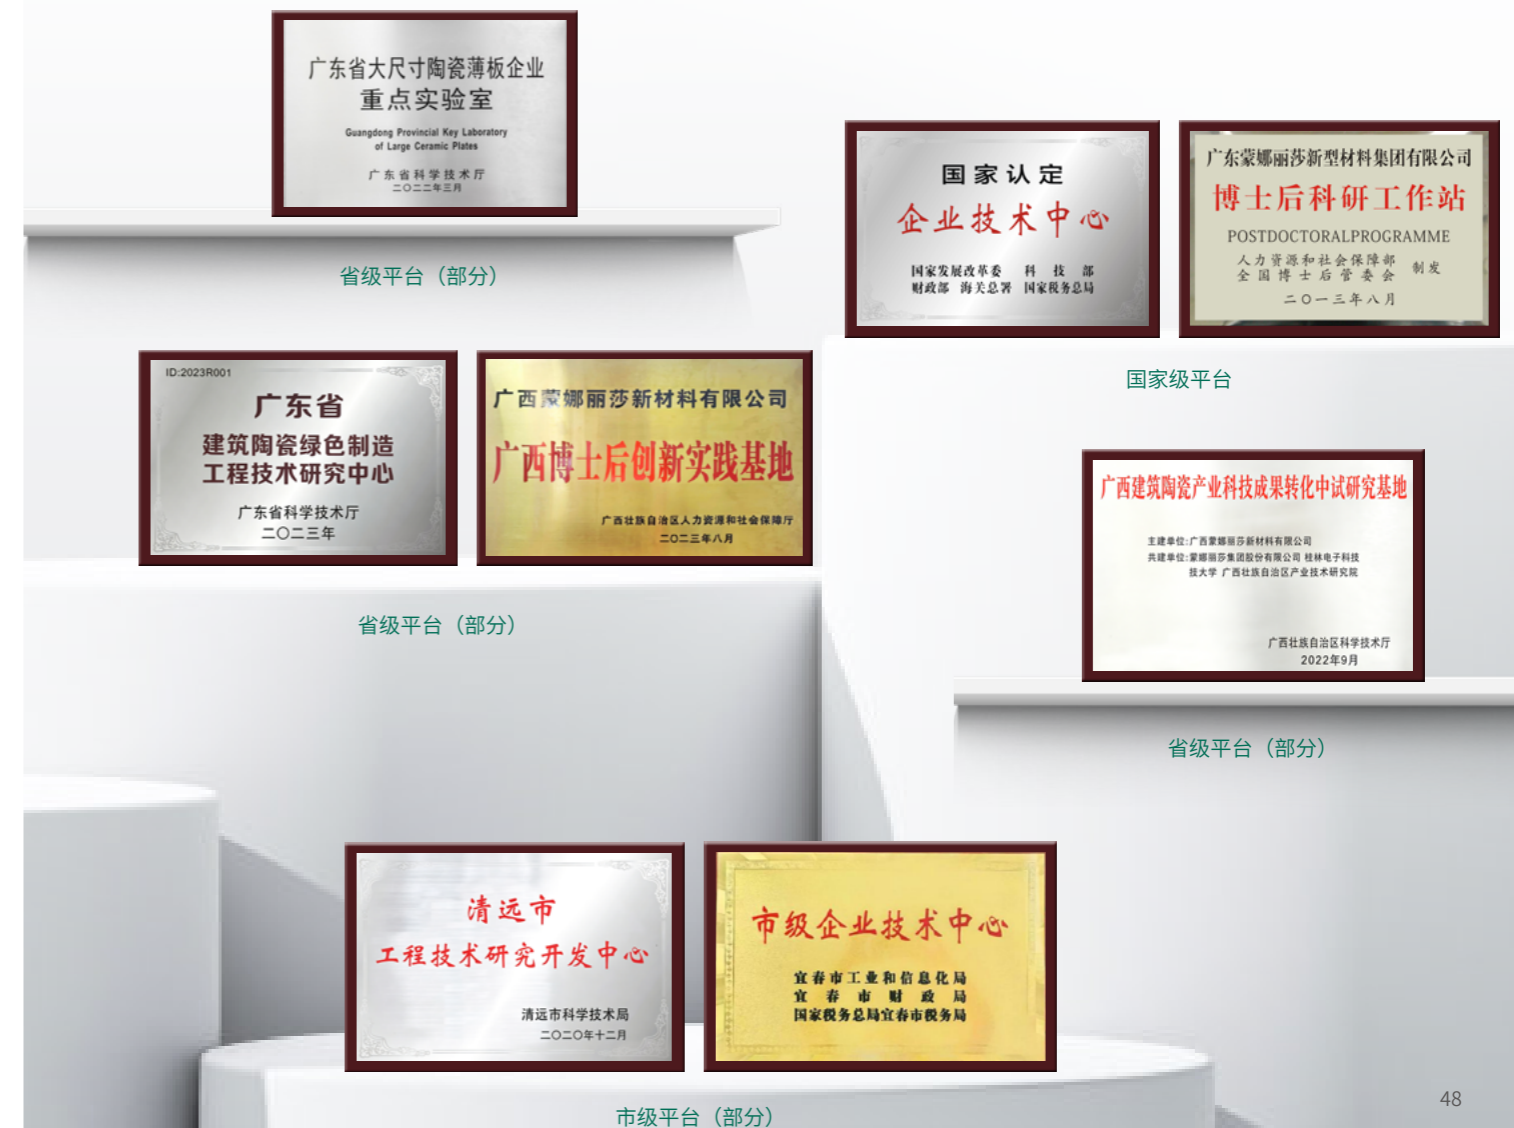 广东省大尺寸陶瓷薄板企业
重点实验室
Guangdong Provincial Key Laboratory
of Large Ceramic Plates
广东省科学技术厅
二〇二二年三月
省级平台（部分）
国家认定
企业技术中心
国家发展改革委 科技部
财政部 海关总署 国家税务总局
广东蒙娜丽莎新型材料集团有限公司
博士后科研工作站
POSTDOCTORALPROGRAMME
人力资源和社会保障部
全国博士后管委会 制发
二〇一三年八月
国家级平台
ID:2023R001
广东省
建筑陶瓷绿色制造
工程技术研究中心
广东省科学技术厅
二〇二三年
广西蒙娜丽莎新材料有限公司
广西博士后创新实践基地
广西壮族自治区人力资源和社会保障厅
二〇二三年八月
省级平台（部分）
广西建筑陶瓷产业科技成果转化中试研究基地
主建单位:广西蒙娜丽莎新材料有限公司
共建单位:蒙娜丽莎集团股份有限公司 桂林电子科技
技大学 广西壮族自治区产业技术研究院
广西壮族自治区科学技术厅
2022年9月
省级平台（部分）
清远市
工程技术研究开发中心
清远市科学技术局
二〇二〇年十二月
市级企业技术中心
宜春市工业和信息化局
宜春市财政局
国家税务总局宜春市税务局
市级平台（部分）
48